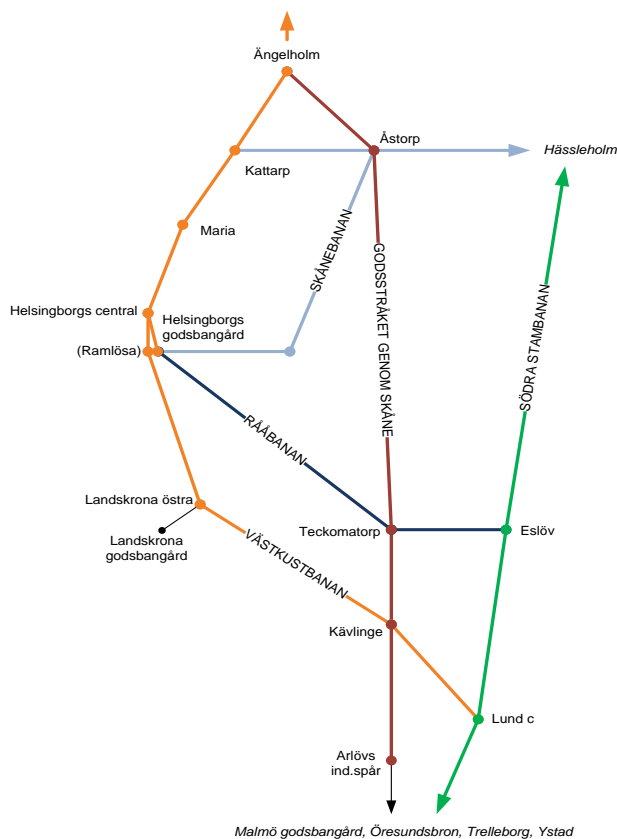 Ängelholm
Åstorp
Hässleholm
Kattarp
Maria
SKÅNEBANAN
GODSSTRÅKET GENOM SKÅNE
SÖDRA STAMBANAN
Helsingborgs central
Helsingborgs
godsbangård
(Ramlösa)
RÅÅBANAN
Landskrona östra
Landskrona
godsbangård
VÄSTKUSTBANAN
Teckomatorp
Eslöv
Kävlinge
Lund c
Arlövs
ind.spår
Malmö godsbangård, Öresundsbron, Trelleborg, Ystad